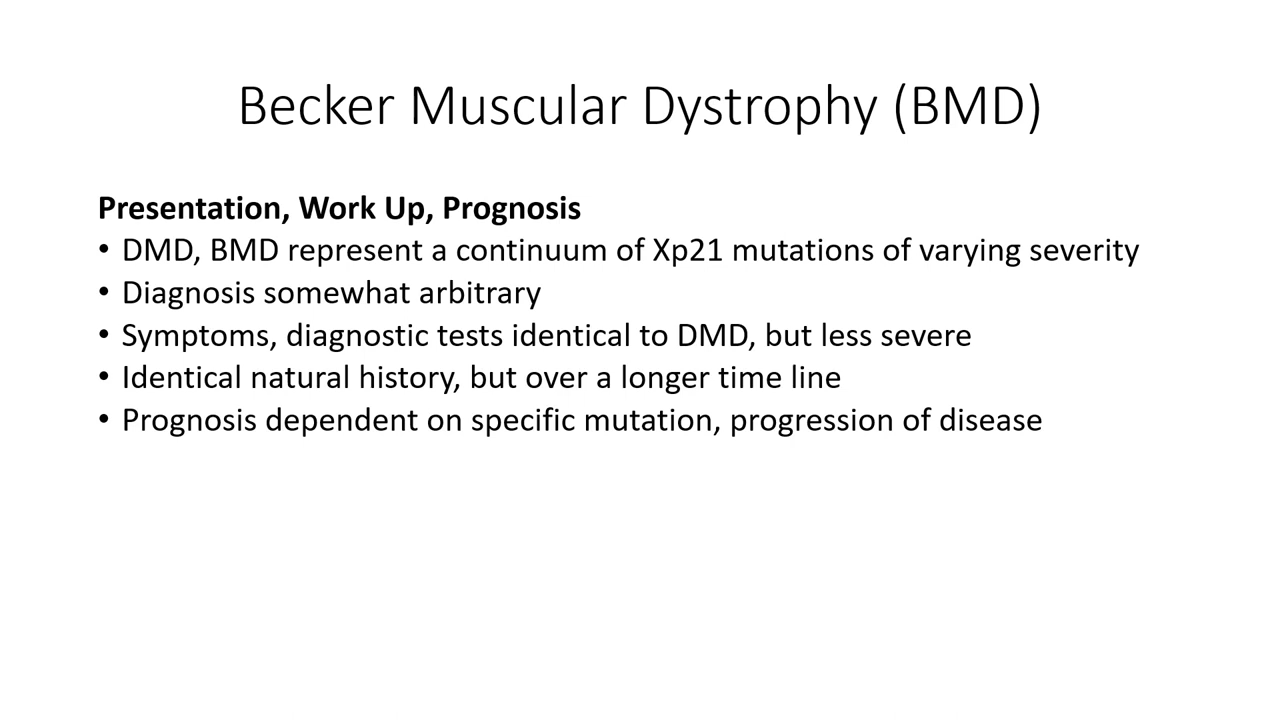 Becker Muscular Dystrophy (BMD)
Presentation, Work Up, Prognosis
• DMD, BMD represent a continuum of Xp21 mutations of varying severity
• Diagnosis somewhat arbitrary
• Symptoms, diagnostic tests identical to DMD, but less severe
• Identical natural history, but over a longer time line
• Prognosis dependent on specific mutation, progression of disease